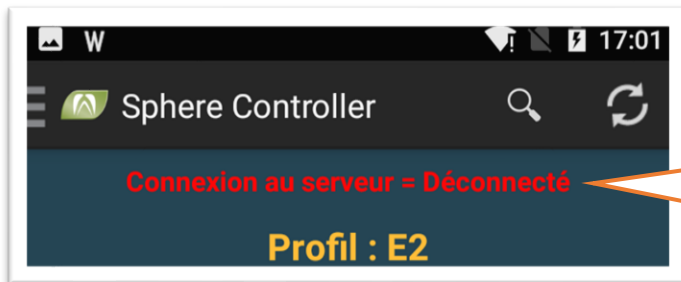 W 17:01
Sphere Controller
Connexion au serveur = Déconnecté
Profil : E2